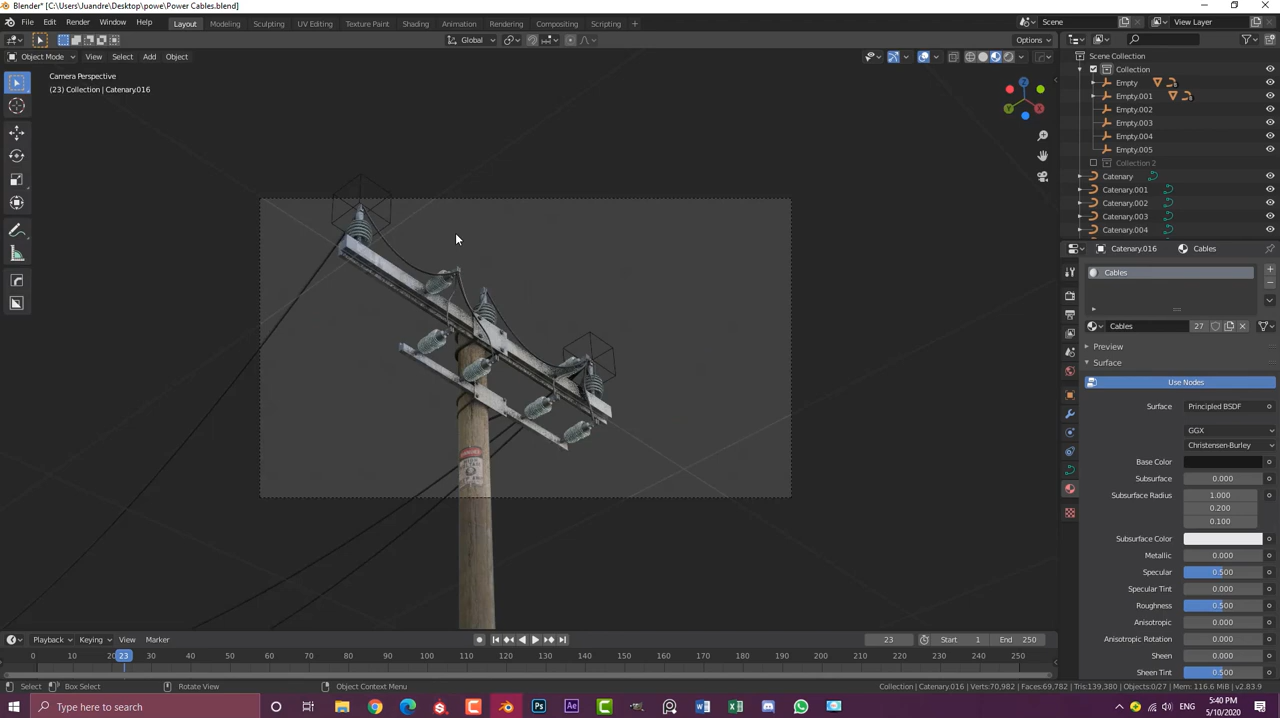 Blender* [C:\Users\Juandre\Desktop\powe\Power Cables.blend]
File Edit Render Window Help Layout Modeling Sculpting UV Editing Texture Paint Shading Animation Rendering Compositing Scripting Scene View Layer
Global Options
Object Mode View Select Add Object
Camera Perspective
(23) Collection | Catenary.016
Z
Y
Scene Collection
Collection
Empty
Empty.001
Empty.002
Empty.003
Empty.004
Empty.005
Collection 2
Catenary
Catenary.001
Catenary.002
Catenary.003
Catenary.004
Catenary.016 Cables
Cables
Cables 27
Preview
Surface
Use Nodes
Surface Principled BSDF
GGX
Christensen-Burley
Base Color
Subsurface 0.000
Subsurface Radius 1.000
0.200
0.100
Subsurface Color
Metallic 0.000
Specular 0.500
Specular Tint 0.000
Roughness 0.500
Anisotropic 0.000
Anisotropic Rotation 0.000
Sheen 0.000
Sheen Tint 0.500
DANGER
Playback Keying View Marker 23 Start 1 End 250
0 10 20 23 30 40 50 60 70 80 90 100 110 120 130 140 150 160 170 180 190 200 210 220 230 240 250
Select Box Select Rotate View Object Context Menu Collection | Catenary.016 | Verts:70,982 | Faces:69,782 | Tris:139,380 | Objects:0/27 | Mem: 116.6 MiB | v2.83.9
Type here to search
5:40 PM
5/10/2020